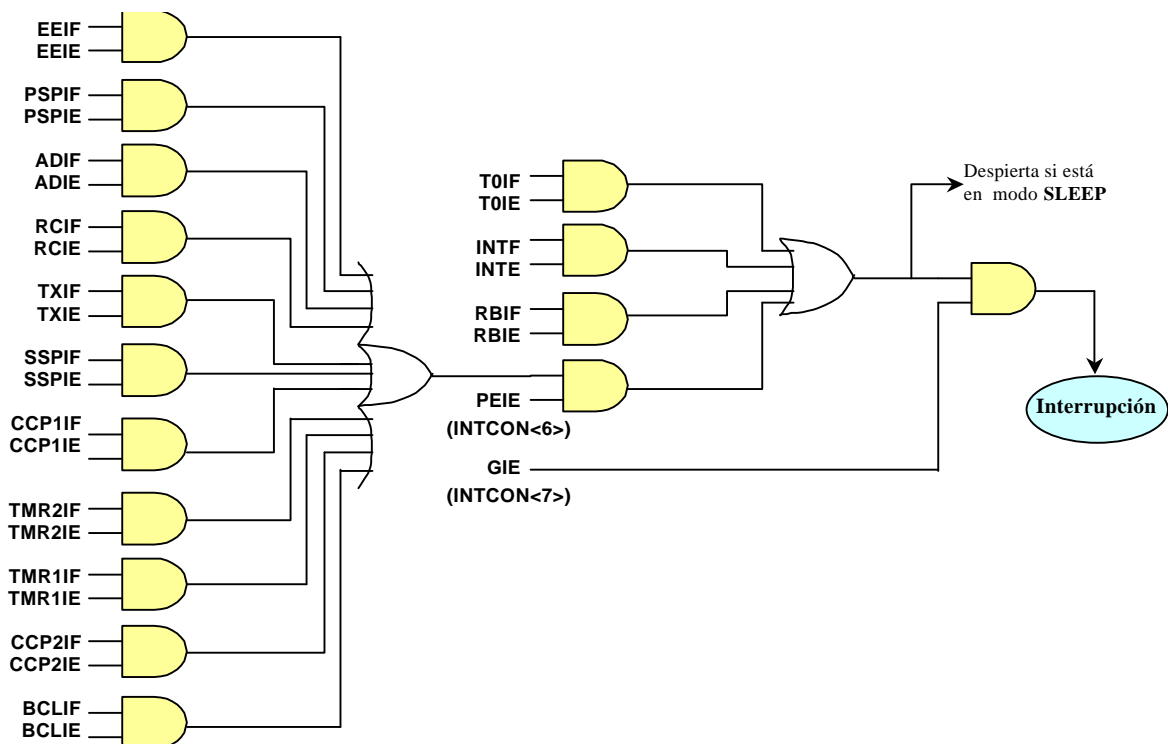 EEIF
EEIE
PSPIF
PSPIE
ADIF
ADIE
RCIF
RCIE
TXIF
TXIE
SSPIF
SSPIE
CCP1IF
CCP1IE
TMR2IF
TMR2IE
TMR1IF
TMR1IE
CCP2IF
CCP2IE
BCLIF
BCLIE
T0IF
T0IE
INTF
INTE
RBIF
RBIE
PEIE
(INTCON<6>)
GIE
(INTCON<7>)
Despierta si está
en modo SLEEP
Interrupción